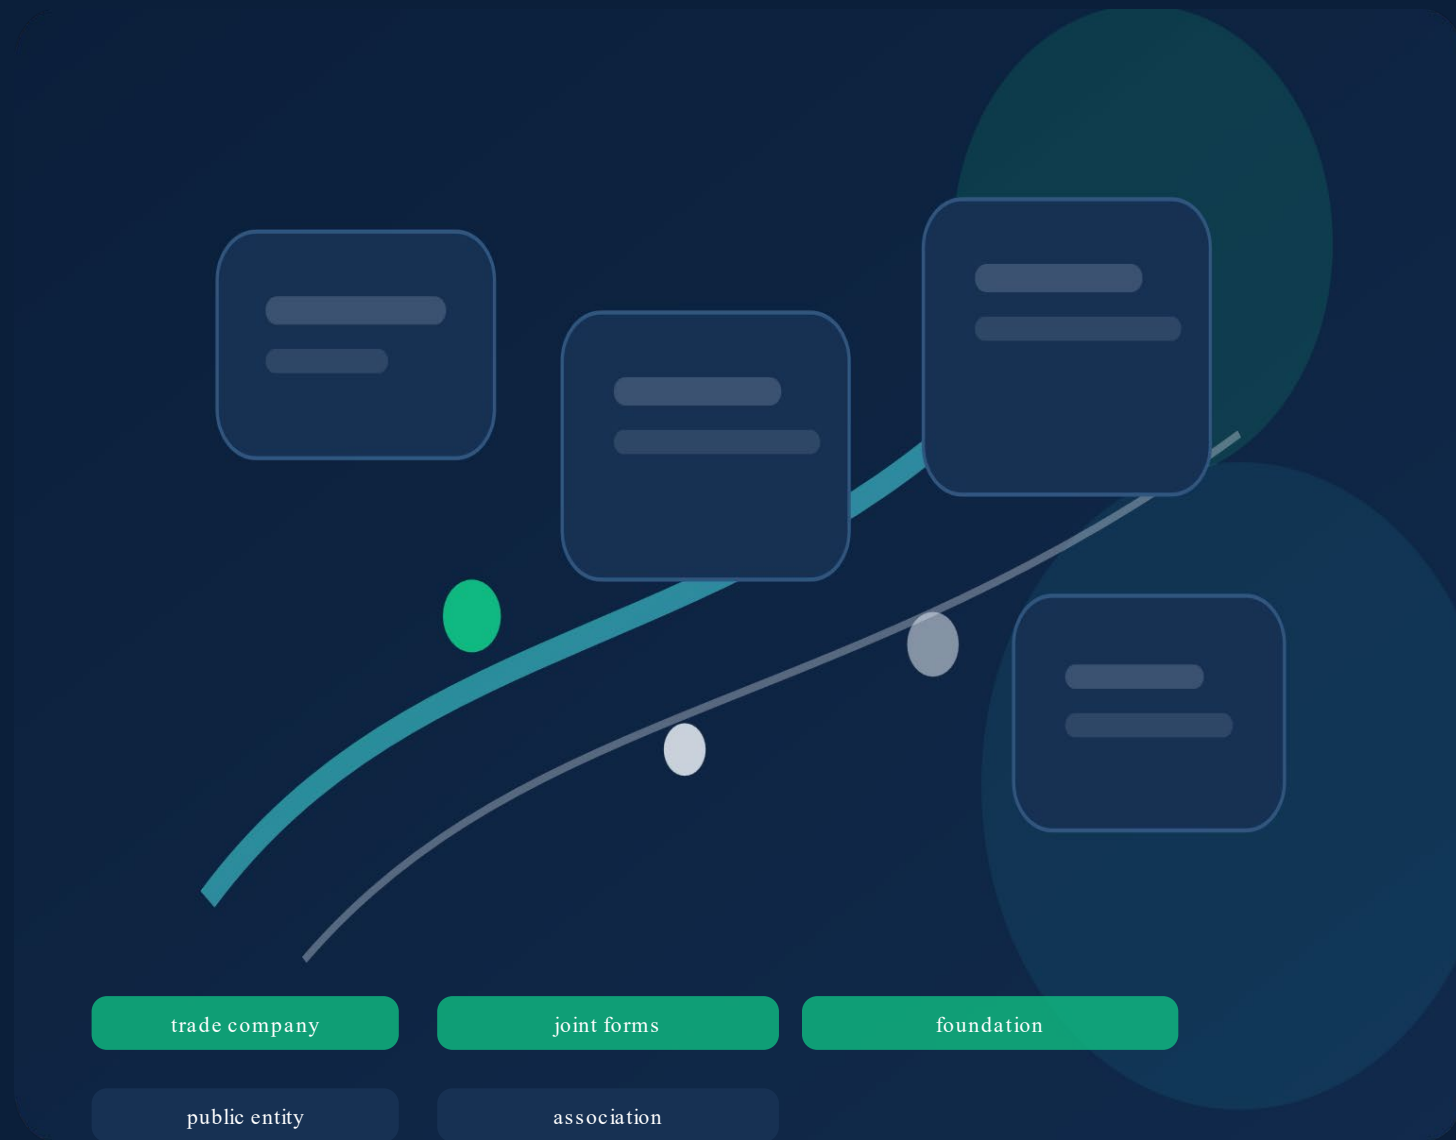 trade company
joint forms
foundation
public entity
association